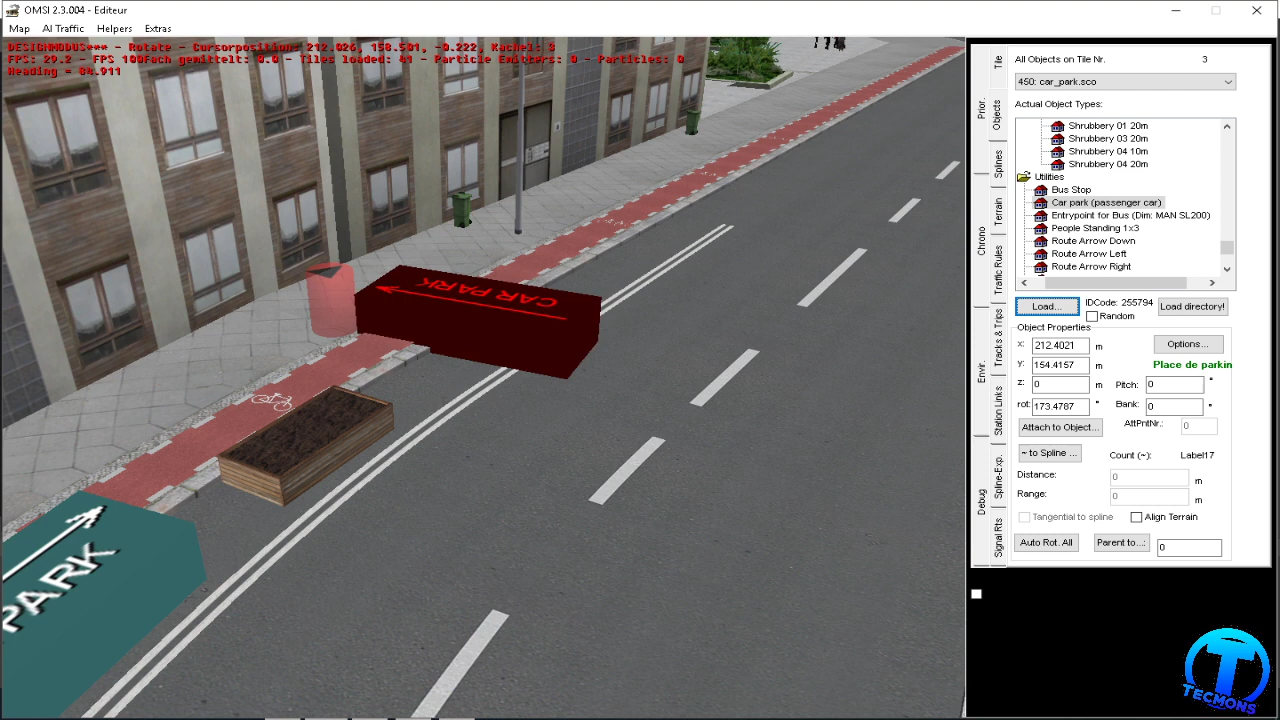 OMSI 2.3.004 - Editeur
Map AI Traffic Helpers Extras
DESIGNMODUS*** - Rotate - Cursorposition: 212.026, 158.501, -0.222, Kachel: 3
FPS: 29.2 - FPS 100Fach gemittelt: 0.0 - Tiles loaded: 41 - Particle Emitters: 0 - Particles: 0
Heading = 84.911
CAR PARK
PARK
Prior.
Chrono
Envir.
Debug
Tile
Objects
Splines
Terrain
Traffic Rules
Tracks & Trips
Station Links
Spline-Exp.
Signal Rts
All Objects on Tile Nr. 3
450: car_park.sco
Actual Object Types:
Shrubbery 01 20m
Shrubbery 03 20m
Shrubbery 04 10m
Shrubbery 04 20m
Utilities
Bus Stop
Car park (passenger car)
Entrypoint for Bus (Dim: MAN SL200)
People Standing 1x3
Route Arrow Down
Route Arrow Left
Route Arrow Right
Load... IDCode: 255794 Load directory!
Random
Object Properties
x: 212.4021 m Options...
y: 154.4157 m Place de parkin
z: 0 m Pitch: 0 °
rot: 173.4787 ° Bank: 0 °
Attach to Object... AttPntNr.: 0
~ to Spline ... Count (~): Label17
Distance: 0 m
Range: 0 m
Tangential to spline Align Terrain
Auto Rot. All Parent to...: 0
TECMONS